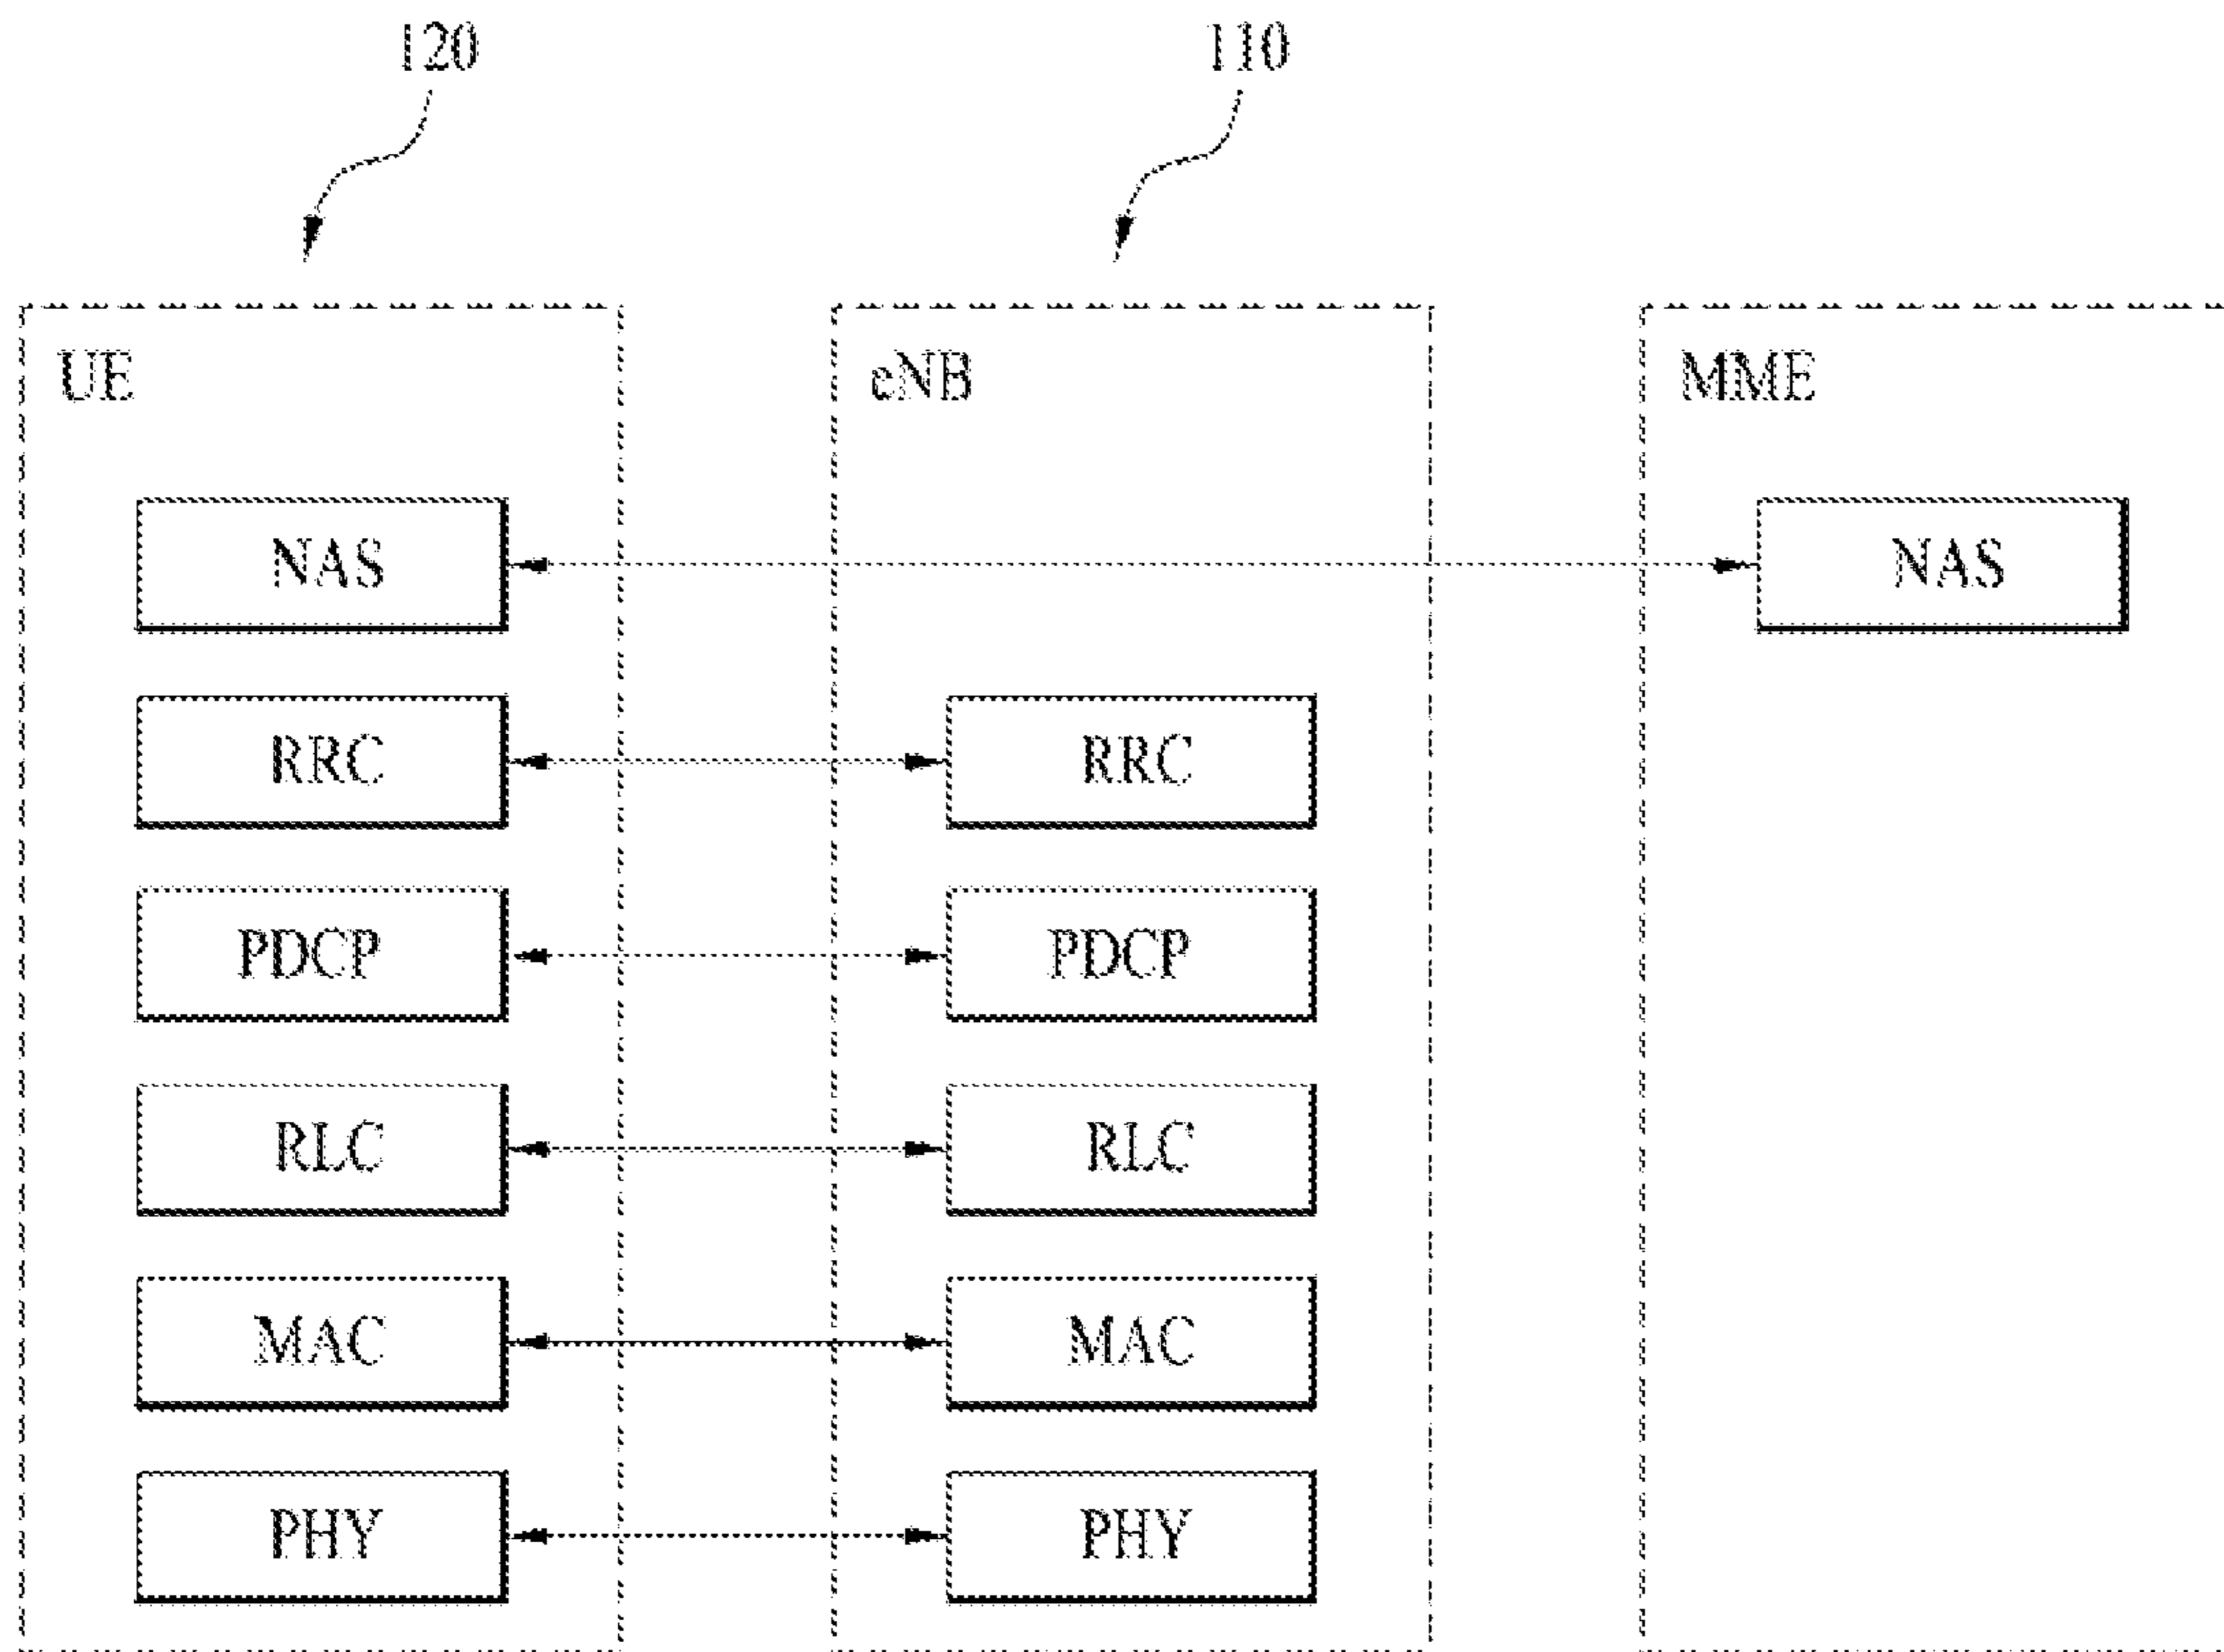 120 110
UE eNB MME
NAS NAS
RRC RRC
PDCP PDCP
RLC RLC
MAC MAC
PHY PHY